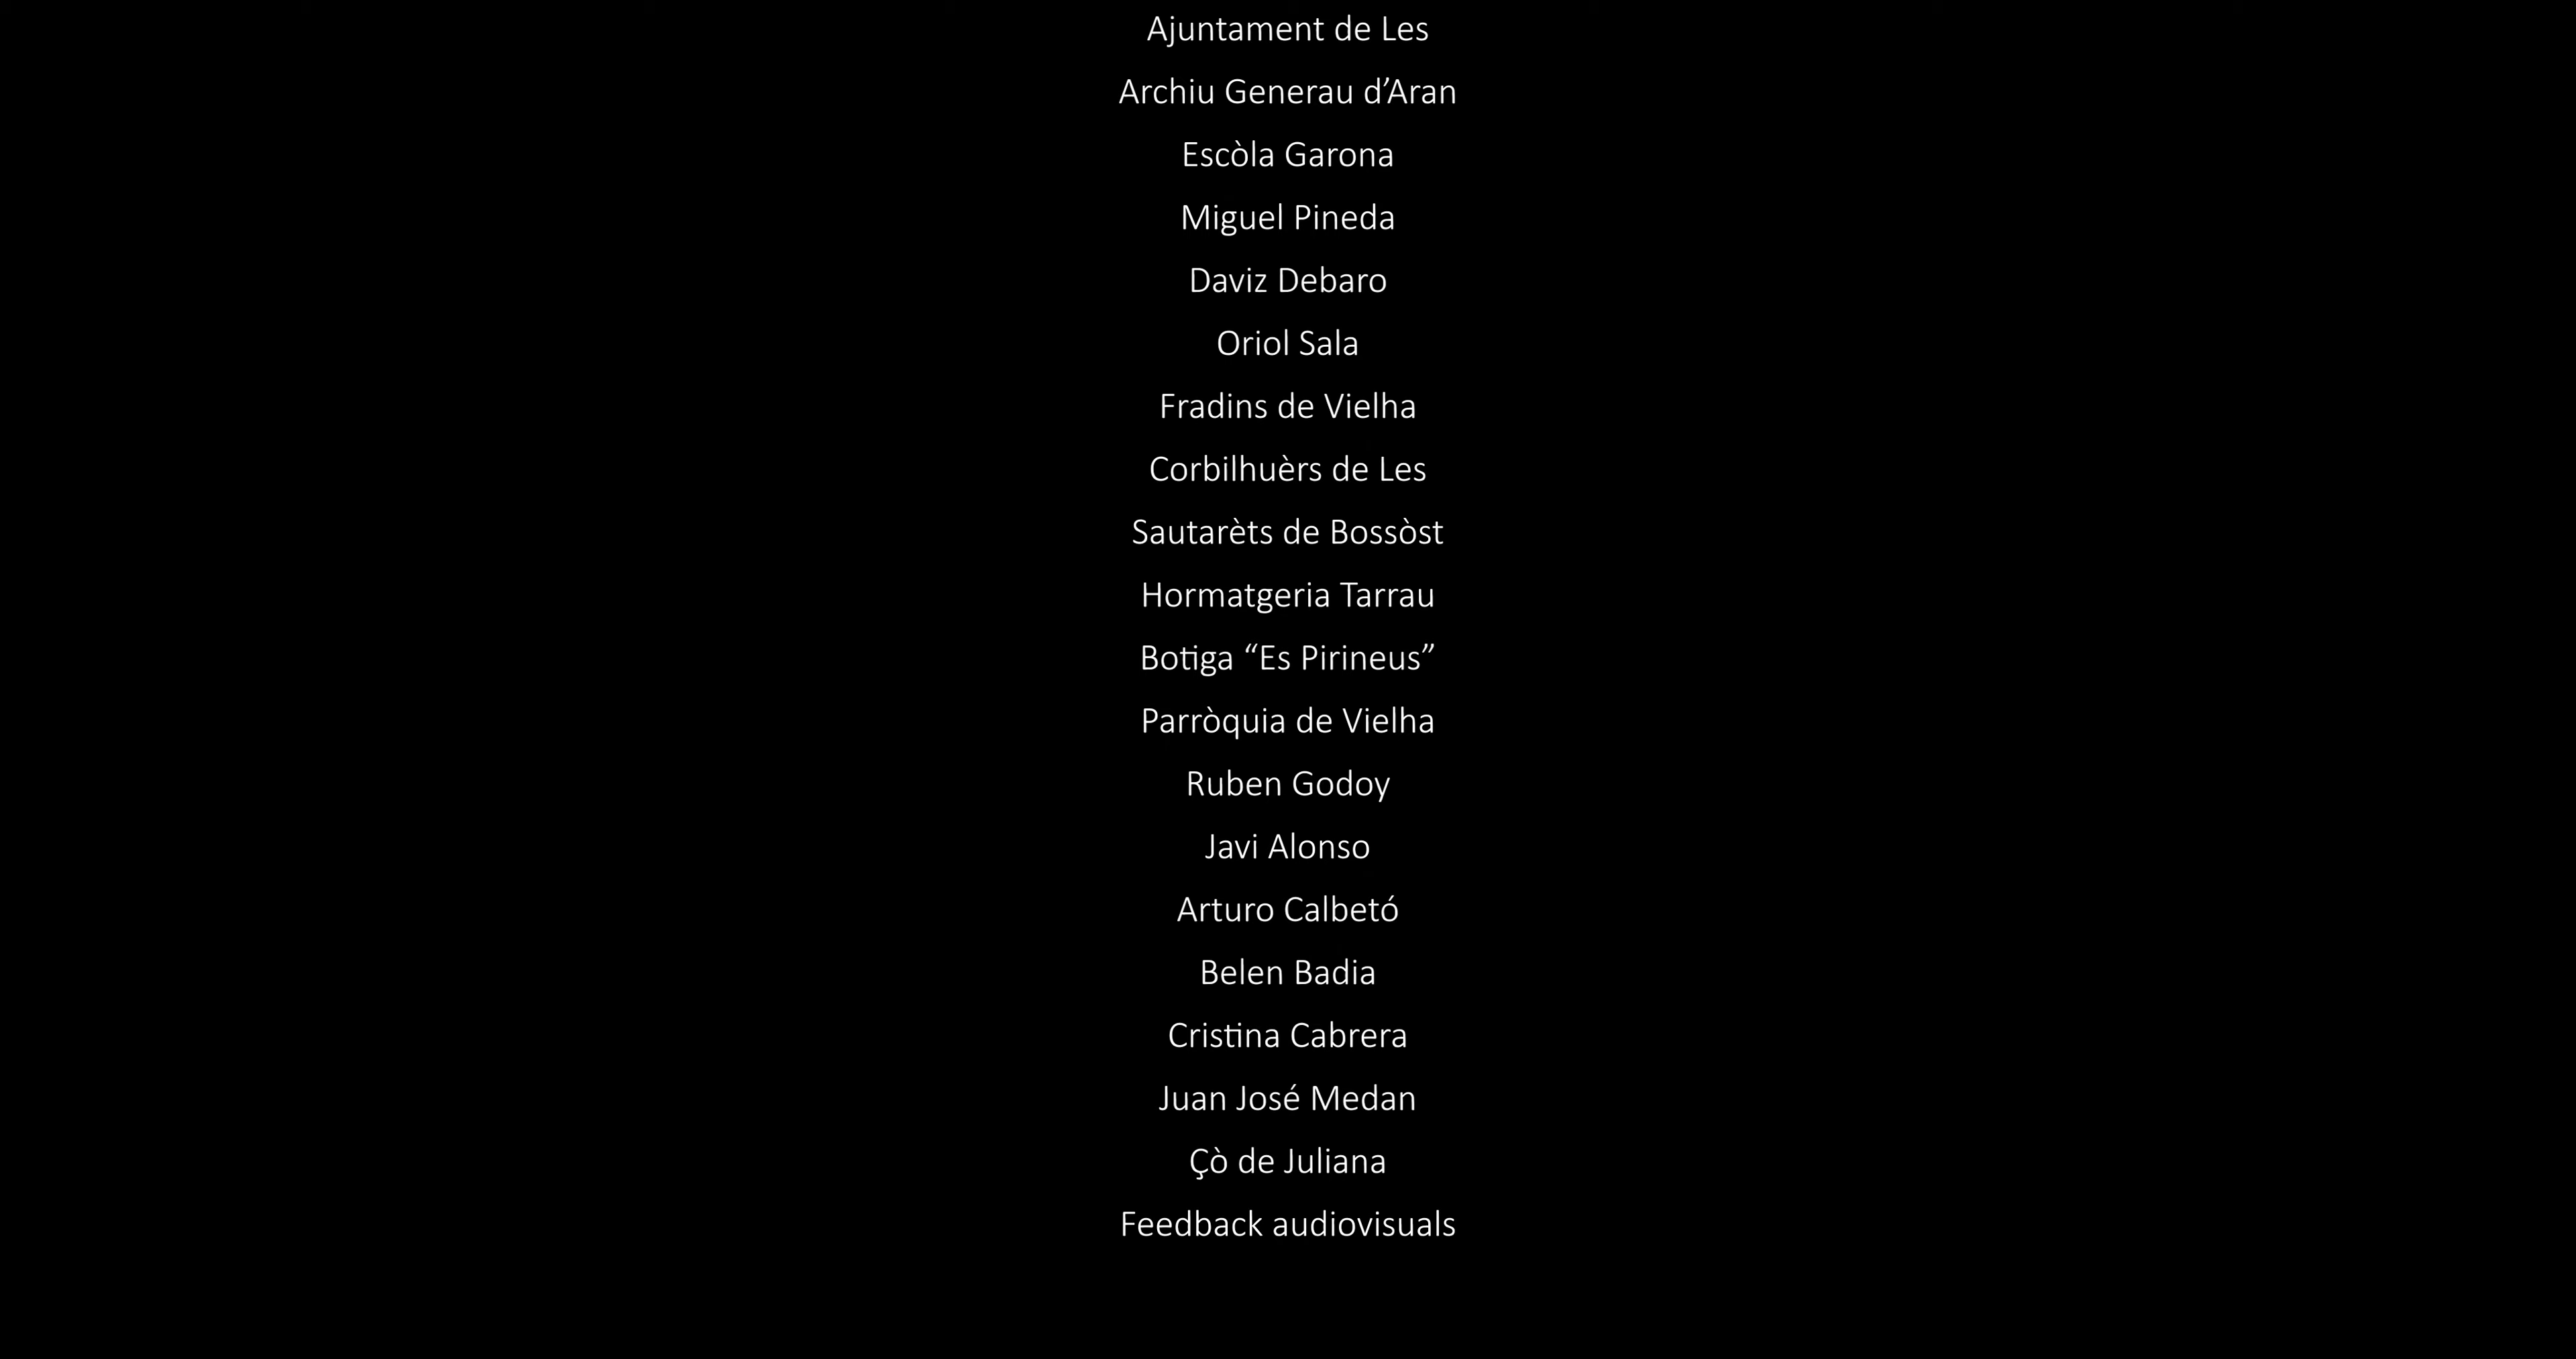 Ajuntament de Les
Archiu Generau d’Aran
Escòla Garona
Miguel Pineda
Daviz Debaro
Oriol Sala
Fradins de Vielha
Corbilhuèrs de Les
Sautarèts de Bossòst
Hormatgeria Tarrau
Botiga “Es Pirineus”
Parròquia de Vielha
Ruben Godoy
Javi Alonso
Arturo Calbetó
Belen Badia
Cristina Cabrera
Juan José Medan
Çò de Juliana
Feedback audiovisuals